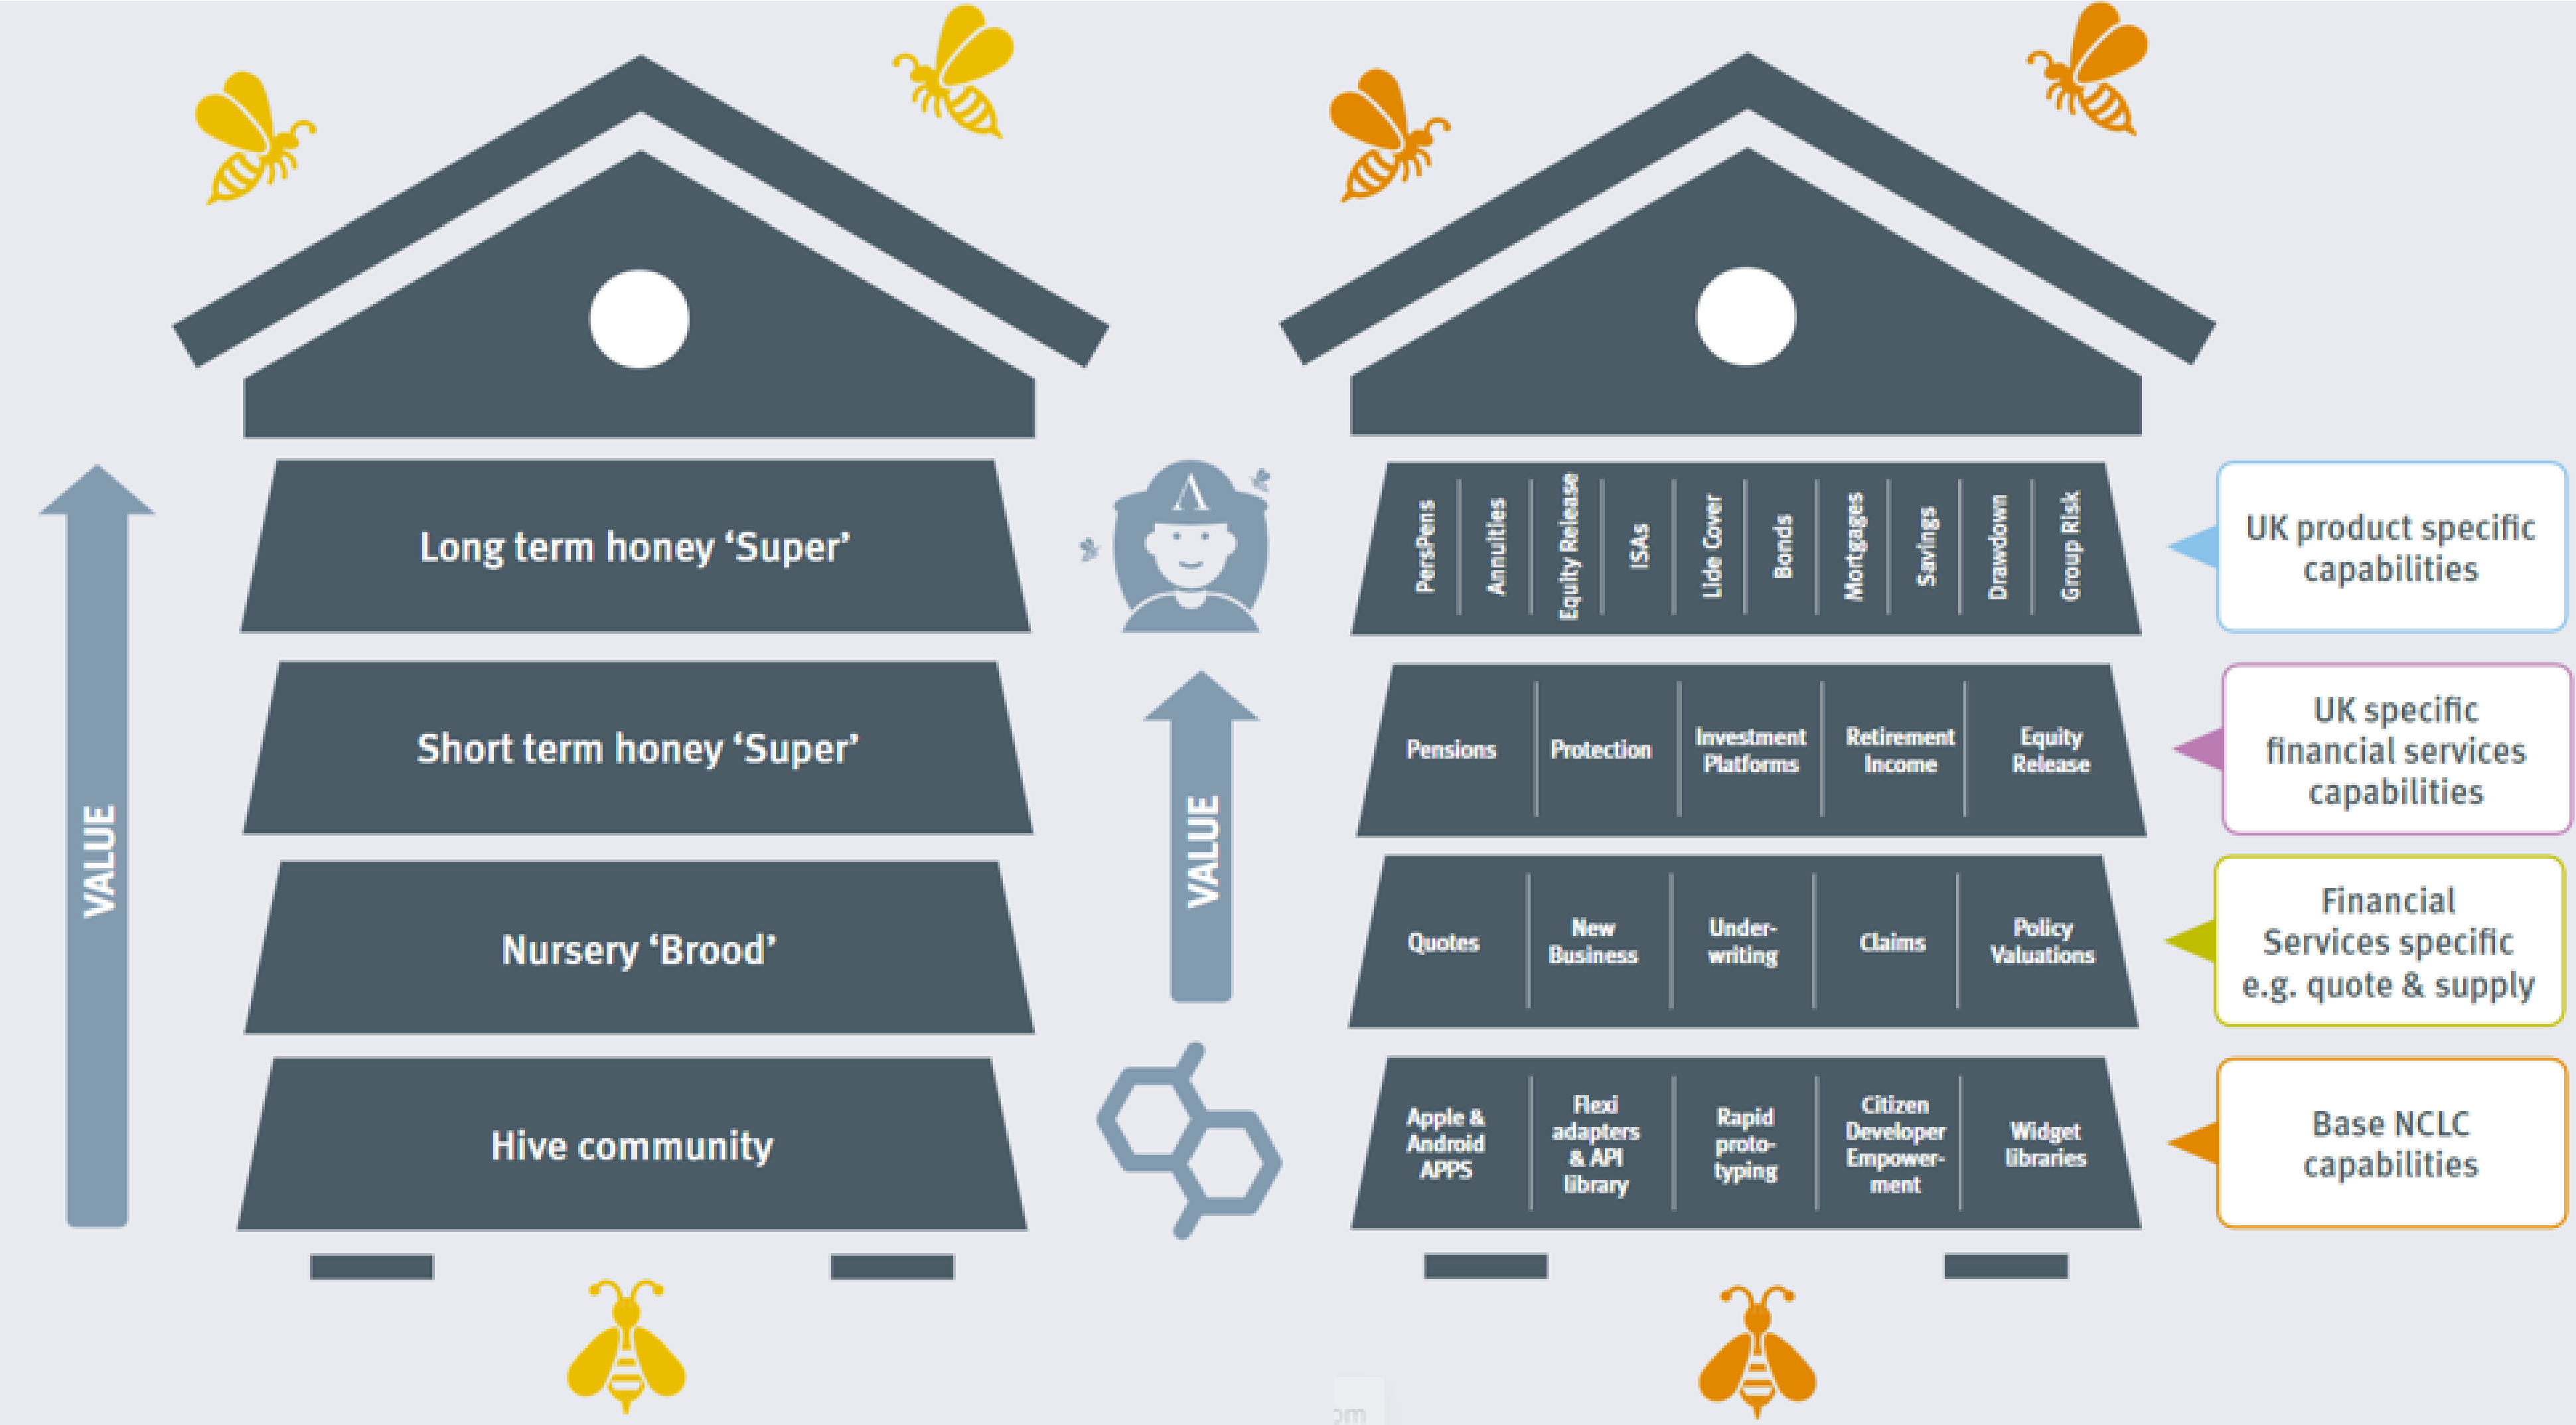 Long term honey ‘Super’
Short term honey ‘Super’
Nursery ‘Brood’
Hive community
VALUE
Λ
VALUE
PersPens
Annuities
Equity Release
ISAs
Lide Cover
Bonds
Mortgages
Savings
Drawdown
Group Risk
UK product specific
capabilities
Pensions
Protection
Investment
Platforms
Retirement
Income
Equity
Release
UK specific
financial services
capabilities
Quotes
New
Business
Under-
writing
Claims
Policy
Valuations
Financial
Services specific
e.g. quote & supply
Apple &
Android
APPS
Flexi
adapters
& API
library
Rapid
proto-
typing
Citizen
Developer
Empower-
ment
Widget
libraries
Base NCLC
capabilities